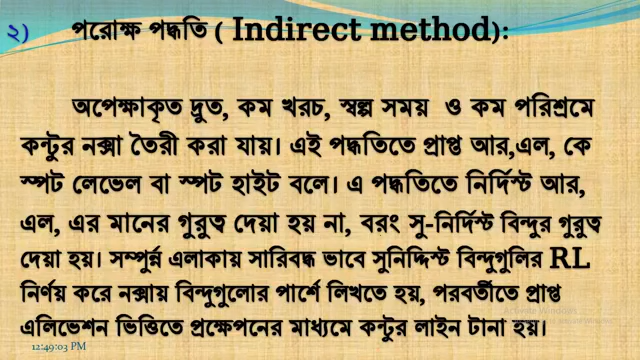 ২) পরোক্ষ পদ্ধতি ( Indirect method):
অপেক্ষাকৃত দ্রুত, কম খরচ, স্বল্প সময় ও কম পরিশ্রমে
কন্টুর নক্সা তৈরী করা যায়। এই পদ্ধতিতে প্রাপ্ত আর,এল, কে
স্পট লেভেল বা স্পট হাইট বলে। এ পদ্ধতিতে নির্দিস্ট আর,
এল, এর মানের গুরুত্ব দেয়া হয় না, বরং সু-নির্দিস্ট বিন্দুর গুরুত্ব
দেয়া হয়। সম্পুর্ন্ন এলাকায় সারিবদ্ধ ভাবে সুনিদ্দিস্ট বিন্দুগুলির RL
নির্ণয় করে নক্সায় বিন্দুগুলোর পার্শে লিখতে হয়, পরবর্তীতে প্রাপ্ত
Activate Windows
এলিভেশন ভিত্তিতে প্রক্ষেপনের মাধ্যমে কন্টুর লাইন টানা হয়।
12:49:03 PM